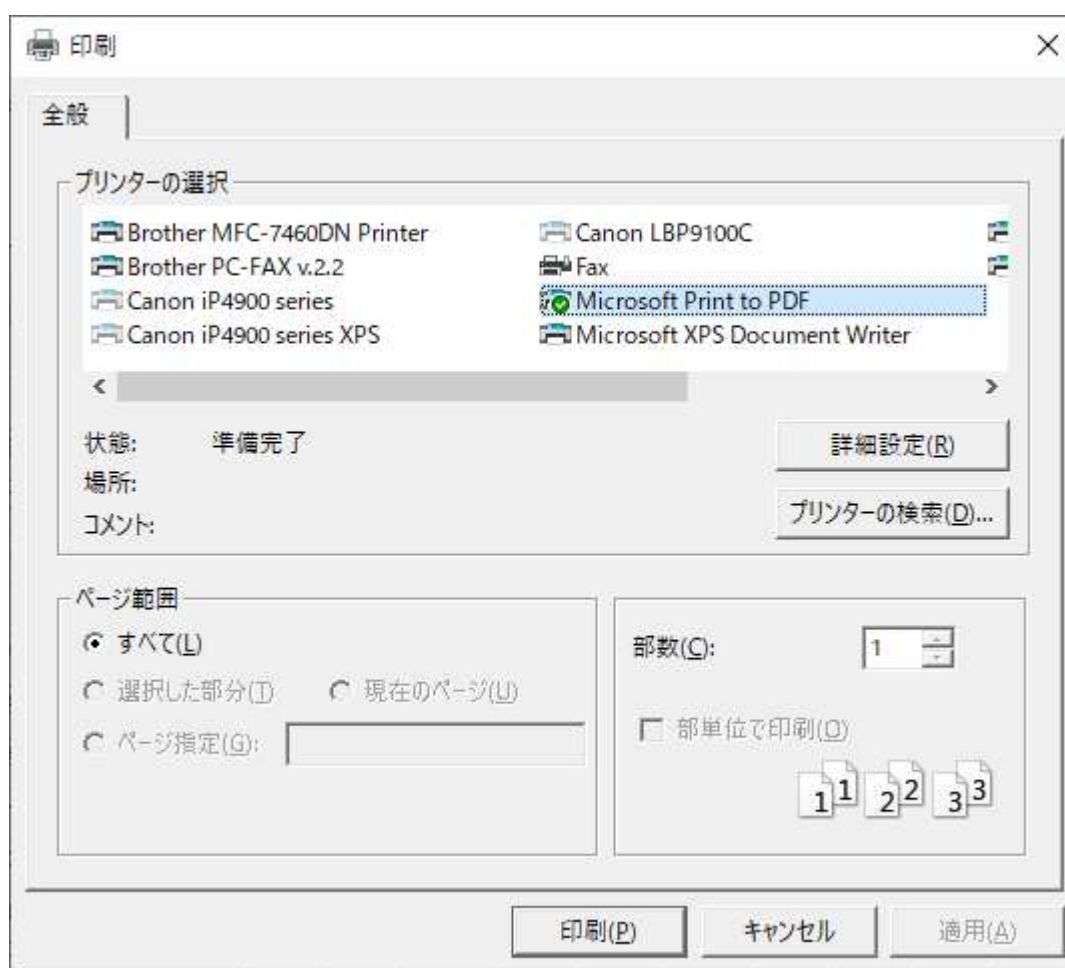 印刷
全般
プリンターの選択
Brother MFC-7460DN Printer
Canon LBP9100C
Brother PC-FAX v.2.2
Fax
Canon iP4900 series
Microsoft Print to PDF
Canon iP4900 series XPS
Microsoft XPS Document Writer
状態: 準備完了
詳細設定(R)
場所:
プリンターの検索(D)...
コメント:
ページ範囲
すべて(L)
部数(C): 1
選択した部分(T) 現在のページ(U)
ページ指定(G):
部単位で印刷(O)
1 1 2 2 3 3
印刷(P) キャンセル 適用(A)